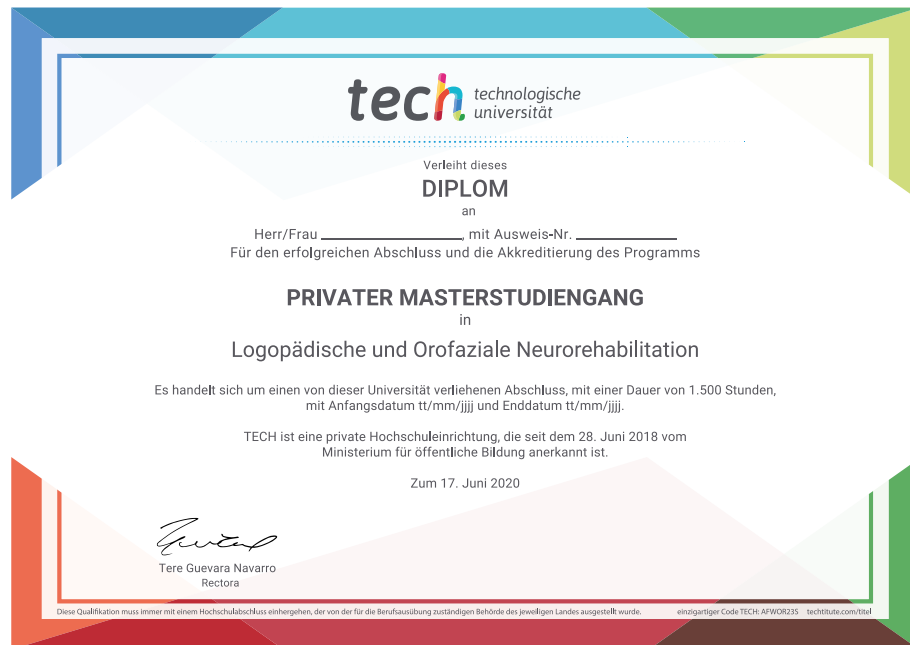 tech technologische
universität
Verleiht dieses
DIPLOM
an
Herr/Frau ____________, mit Ausweis-Nr. ____________
Für den erfolgreichen Abschluss und die Akkreditierung des Programms
PRIVATER MASTERSTUDIENGANG
in
Logopädische und Orofaziale Neurorehabilitation
Es handelt sich um einen von dieser Universität verliehenen Abschluss, mit einer Dauer von 1.500 Stunden,
mit Anfangsdatum tt/mm/jjjj und Enddatum tt/mm/jjjj.
TECH ist eine private Hochschuleinrichtung, die seit dem 28. Juni 2018 vom
Ministerium für öffentliche Bildung anerkannt ist.
Zum 17. Juni 2020
Tere Guevara Navarro
Rectora
Diese Qualifikation muss immer mit einem Hochschulabschluss einhergehen, der von der für die Berufsausübung zuständigen Behörde des jeweiligen Landes ausgestellt wurde. einzigartiger Code TECH: AFWOR235 techtitute.com/titel